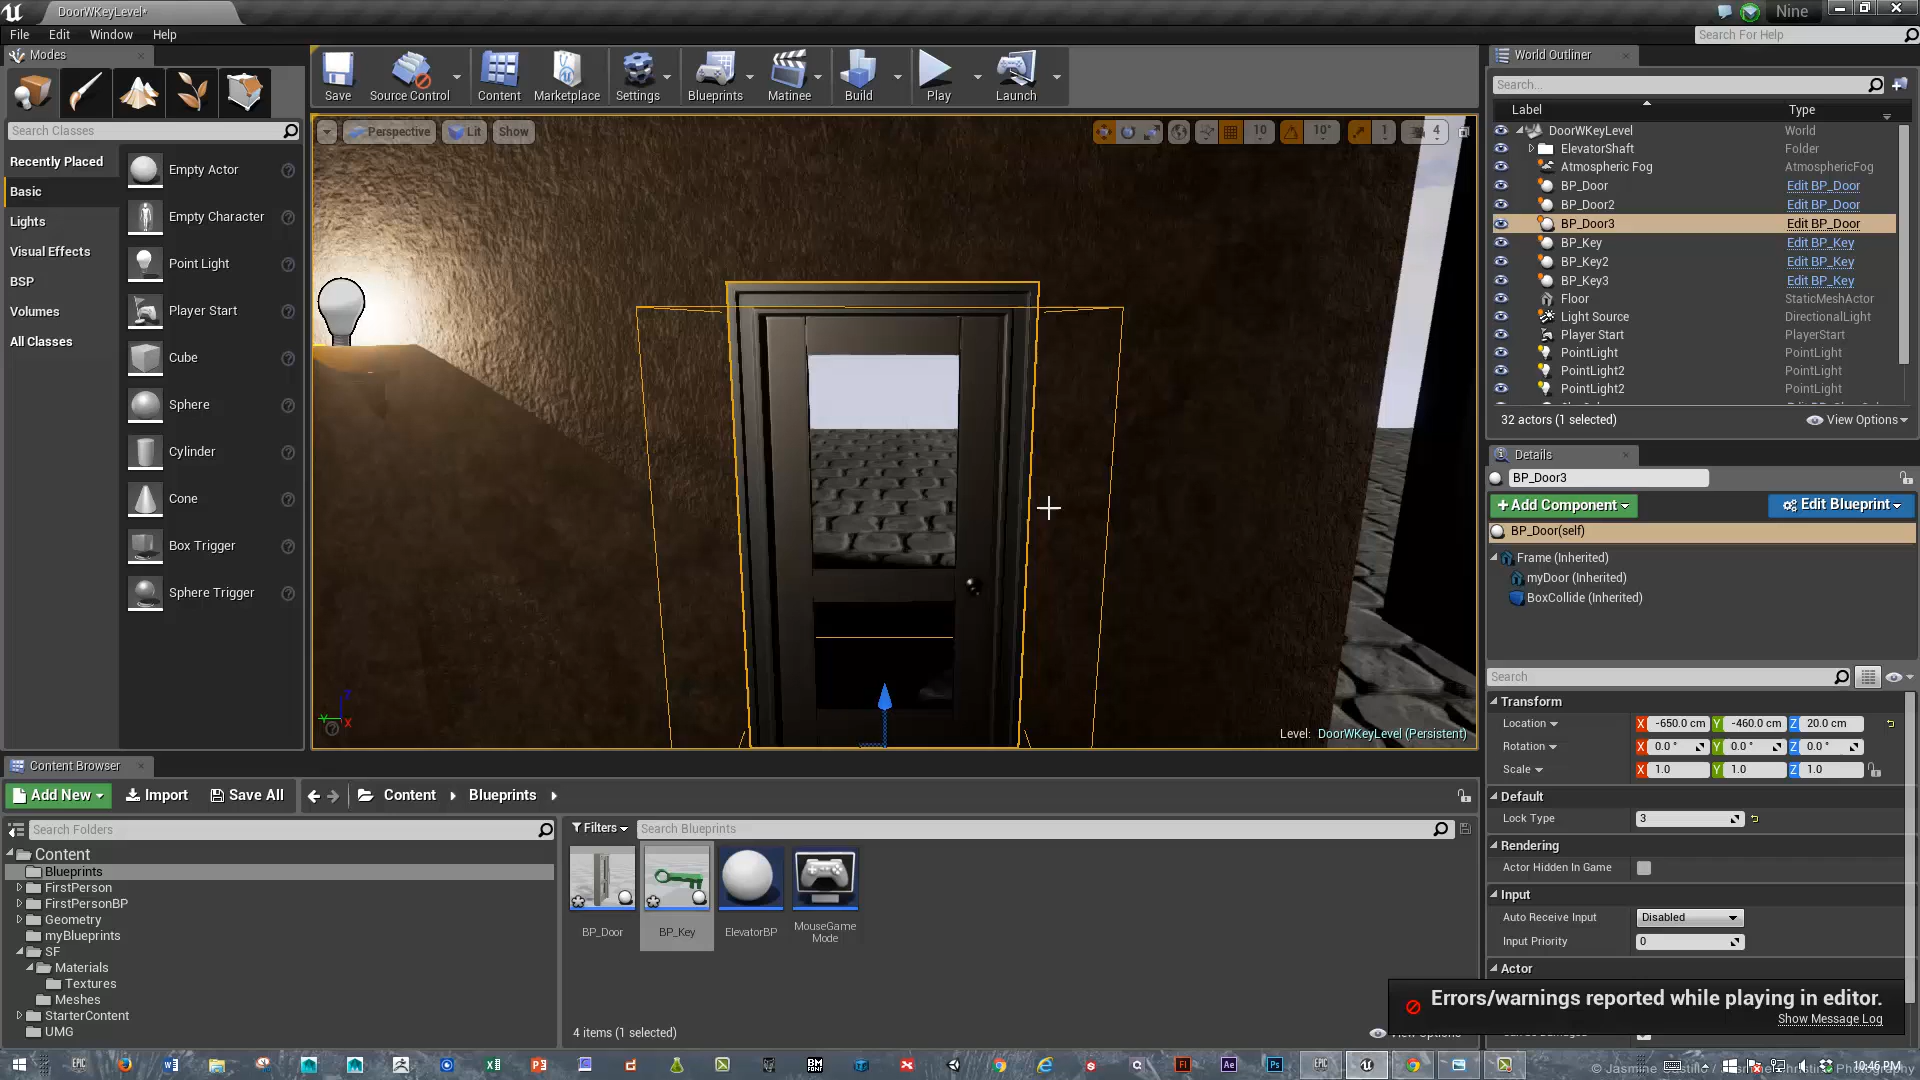 DoorWKeyLevel*
Nine
File Edit Window Help
Search For Help
Modes
Save
Source Control
Content
Marketplace
Settings
Blueprints
Matinee
Build
Play
Launch
Search Classes
Recently Placed
Basic
Lights
Visual Effects
BSP
Volumes
All Classes
Empty Actor
Empty Character
Point Light
Player Start
Cube
Sphere
Cylinder
Cone
Box Trigger
Sphere Trigger
Perspective Lit Show
10 10° 1 4
Level: DoorWKeyLevel (Persistent)
World Outliner
Search...
Label Type
DoorWKeyLevel World
ElevatorShaft Folder
Atmospheric Fog AtmosphericFog
BP_Door Edit BP_Door
BP_Door2 Edit BP_Door
BP_Door3 Edit BP_Door
BP_Key Edit BP_Key
BP_Key2 Edit BP_Key
BP_Key3 Edit BP_Key
Floor StaticMeshActor
Light Source DirectionalLight
Player Start PlayerStart
PointLight PointLight
PointLight2 PointLight
PointLight2 PointLight
32 actors (1 selected) View Options
Details
BP_Door3
+Add Component Edit Blueprint
BP_Door(self)
Frame (Inherited)
myDoor (Inherited)
BoxCollide (Inherited)
Search
Transform
Location X -650.0 cm Y -460.0 cm Z 20.0 cm
Rotation X 0.0 ° Y 0.0 ° Z 0.0 °
Scale X 1.0 Y 1.0 Z 1.0
Default
Lock Type 3
Rendering
Actor Hidden In Game
Input
Auto Receive Input Disabled
Input Priority 0
Actor
Errors/warnings reported while playing in editor.
Show Message Log
Content Browser
Add New Import Save All Content Blueprints
Search Folders
Content
Blueprints
FirstPerson
FirstPersonBP
Geometry
myBlueprints
SF
Materials
Textures
Meshes
StarterContent
UMG
Filters Search Blueprints
BP_Door
BP_Key
ElevatorBP
MouseGame
Mode
4 items (1 selected)
10:46 PM